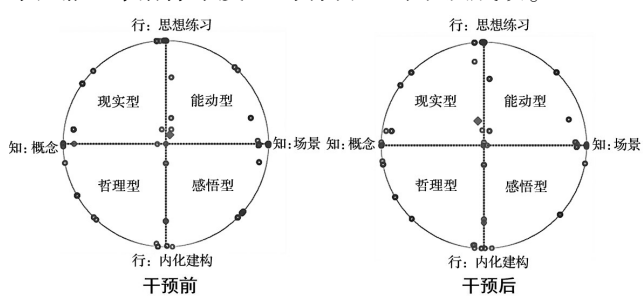 行：思想练习 行：思想练习
现实型 能动型 现实型 能动型
知：概念 知：场景 知：概念 知：场景
哲理型 感悟型 哲理型 感悟型
行：内化建构 行：内化建构
干预前 干预后